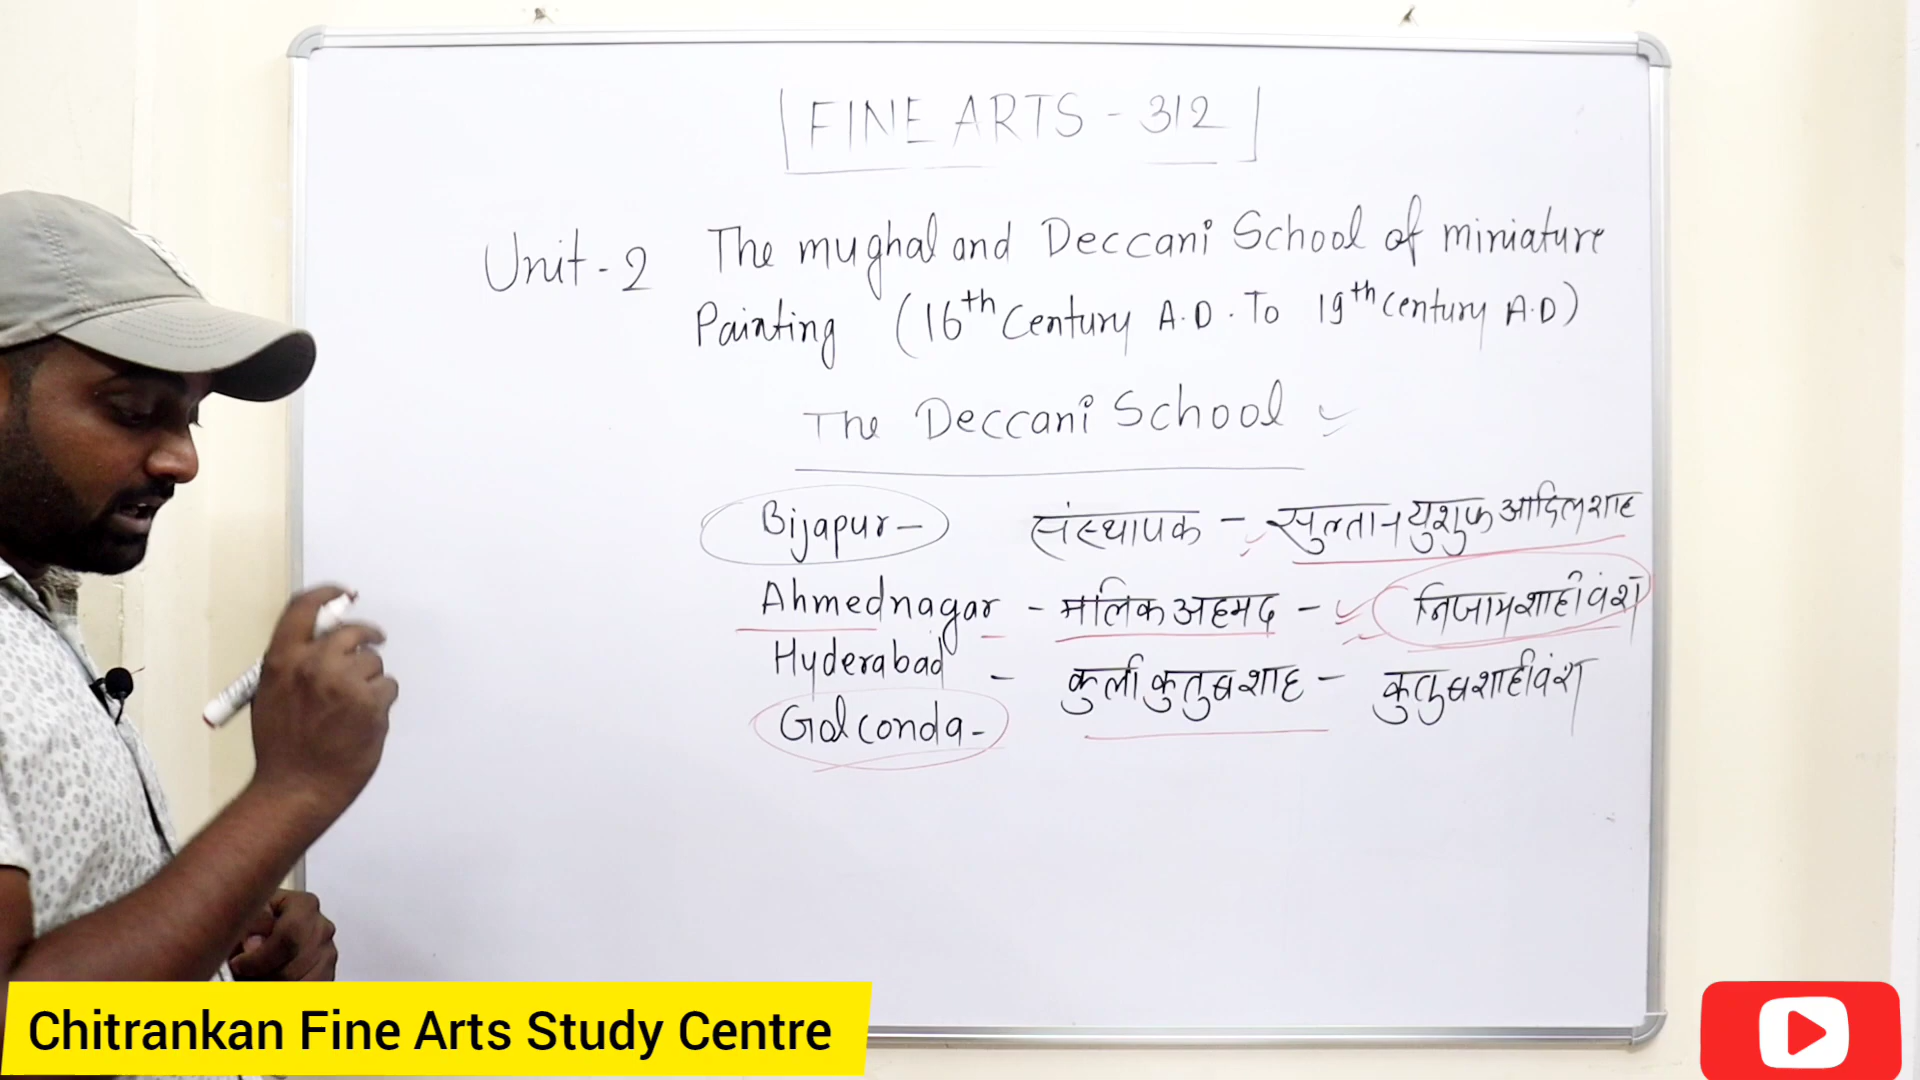 FINE ARTS - 312
Unit - 2 The mughal and Deccani School of miniature
Painting (16th Century A.D. To 19th Century A.D)
The Deccani School
Bijapur - संस्थापक - सुल्तान युशुफ आदिलशाह
Ahmednagar - मलिक अहमद - निजामशाही वंश
Hyderabad - कुली कुतुबशाह - कुतुबशाही वंश
Golconda -
Chitrankan Fine Arts Study Centre